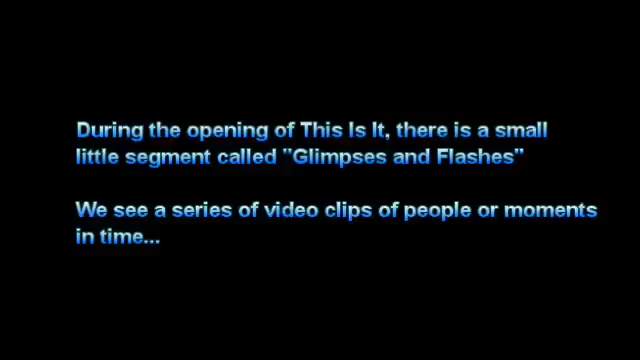 During the opening of This Is It, there is a small
little segment called "Glimpses and Flashes"
We see a series of video clips of people or moments
in time...